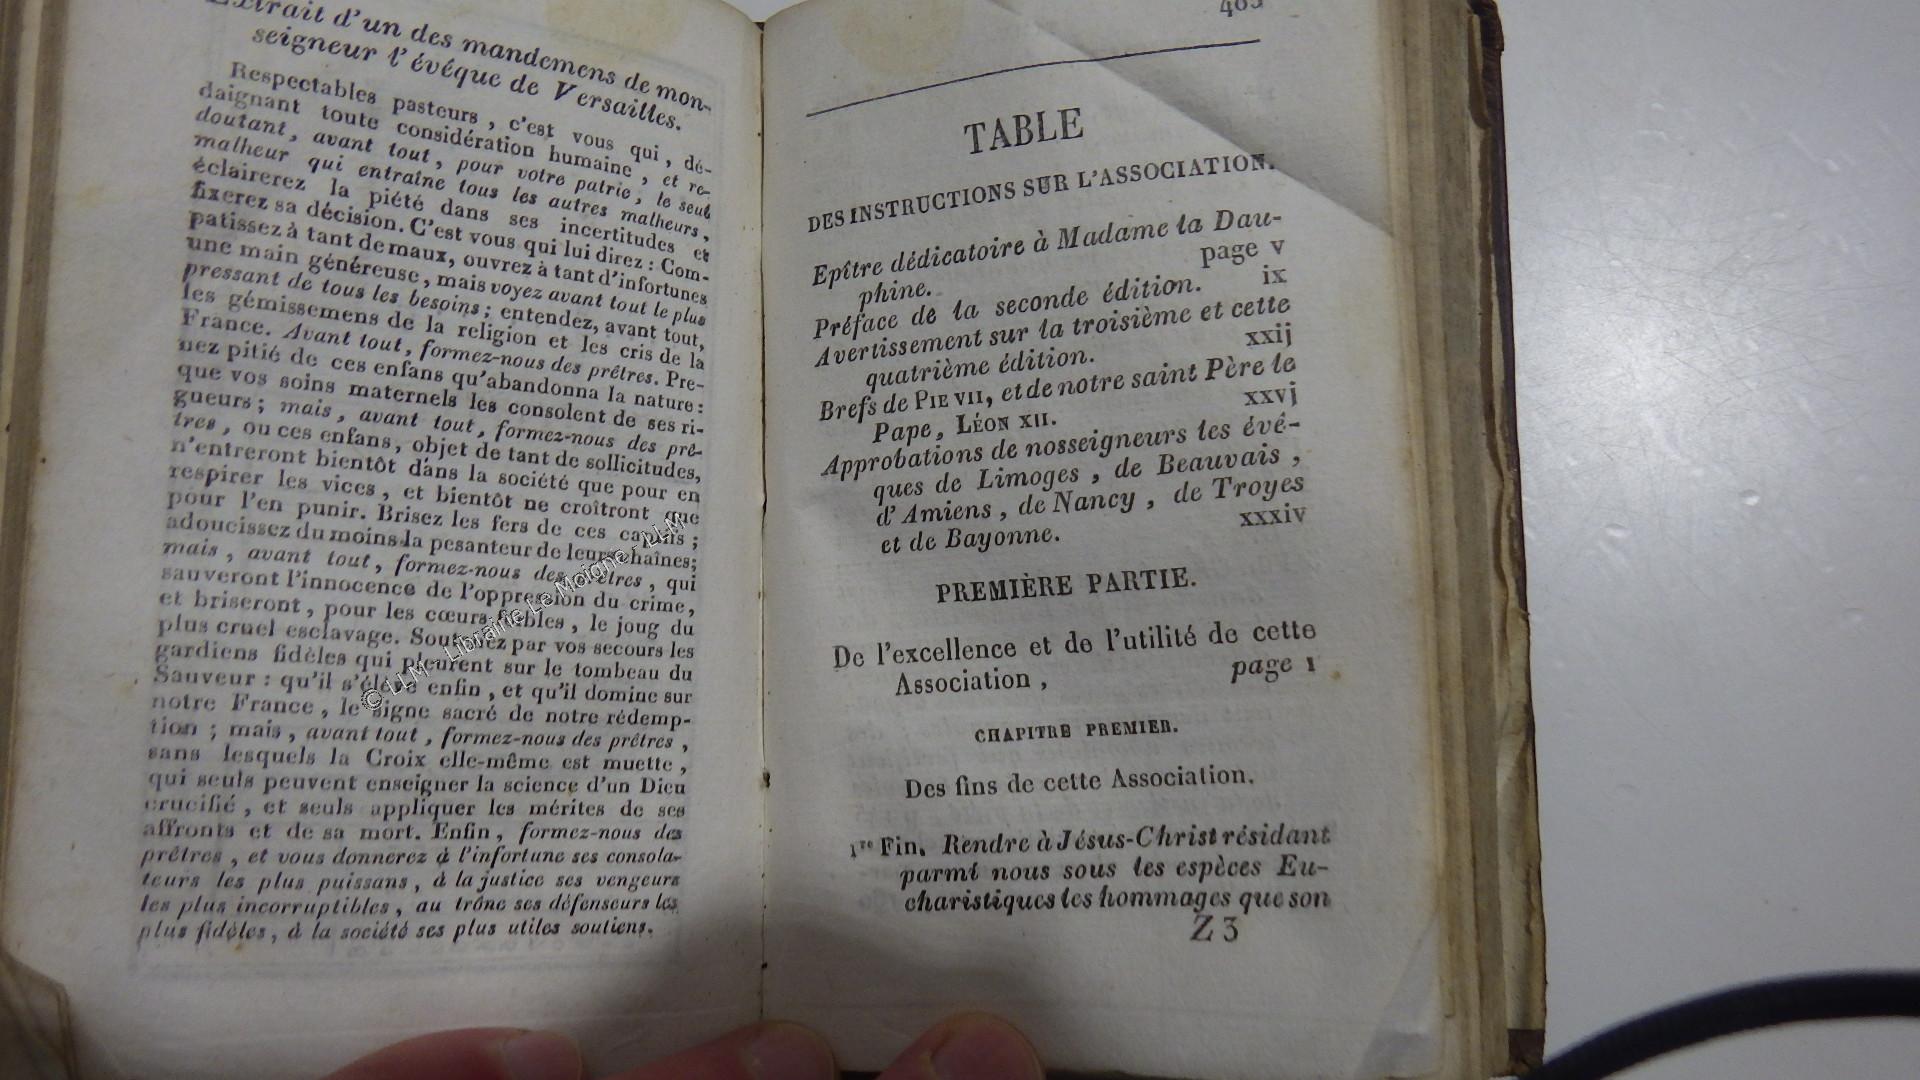 Extrait d'un des mandemens de mon-
seigneur l'évêque de Versailles.
Respectables pasteurs, c'est vous qui, dé-
daignant toute considération humaine, et re-
doutant, avant tout, pour votre patrie, le seul
malheur qui entraîne tous les autres malheurs,
éclairerez la piété dans ses incertitudes et
fixerez sa décision. C'est vous qui lui direz : Com-
patissez à tant de maux, ouvrez à tant d'infortunes
une main généreuse, mais voyez avant tout le plus
pressant de tous les besoins; entendez, avant tout,
les gémissemens de la religion et les cris de la
France. Avant tout, formez-nous des prêtres. Pre-
nez pitié de ces enfans qu'abandonna la nature:
que vos soins maternels les consolent de ses ri-
gueurs; mais, avant tout, formez-nous des prê-
tres, ou ces enfans, objet de tant de sollicitudes,
n'entreront bientôt dans la société que pour en
respirer les vices, et bientôt ne croîtront que
pour l'en punir. Brisez les fers de ces captifs;
adoucissez du moins la pesanteur de leurs chaînes;
mais, avant tout, formez-nous des prêtres, qui
sauveront l'innocence de l'oppression du crime,
et briseront, pour les cœurs faibles, le joug du
plus cruel esclavage. Soutenez par vos secours les
gardiens fidèles qui pleurent sur le tombeau du
Sauveur : qu'il s'élève enfin, et qu'il domine sur
notre France, le signe sacré de notre rédemp-
tion ; mais, avant tout, formez-nous des prêtres,
sans lesquels la Croix elle-même est muette,
qui seuls peuvent enseigner la science d'un Dieu
crucifié, et seuls appliquer les mérites de ses
affronts et de sa mort. Enfin, formez-nous des
prêtres, et vous donnerez à l'infortune ses consola-
teurs les plus puissans, à la justice ses vengeurs
les plus incorruptibles, au trône ses défenseurs les
plus fidèles, à la société ses plus utiles soutiens.
© LLM - Librairie Le Moigne - LLM
TABLE
DES INSTRUCTIONS SUR L'ASSOCIATION.
Epître dédicatoire à Madame la Dau-
phine. page v
Préface de la seconde édition. ix
Avertissement sur la troisième et cette
quatrième édition. xxij
Brefs de PIE VII, et de notre saint Père le
Pape, LÉON XII. xxvj
Approbations de nosseigneurs les évê-
ques de Limoges, de Beauvais,
d'Amiens, de Nancy, de Troyes
et de Bayonne. xxxiv
PREMIÈRE PARTIE.
De l'excellence et de l'utilité de cette
Association, page 1
CHAPITRE PREMIER.
Des fins de cette Association.
1re Fin. Rendre à Jésus-Christ résidant
parmi nous sous les espèces Eu-
charistiques les hommages que son
Z 3